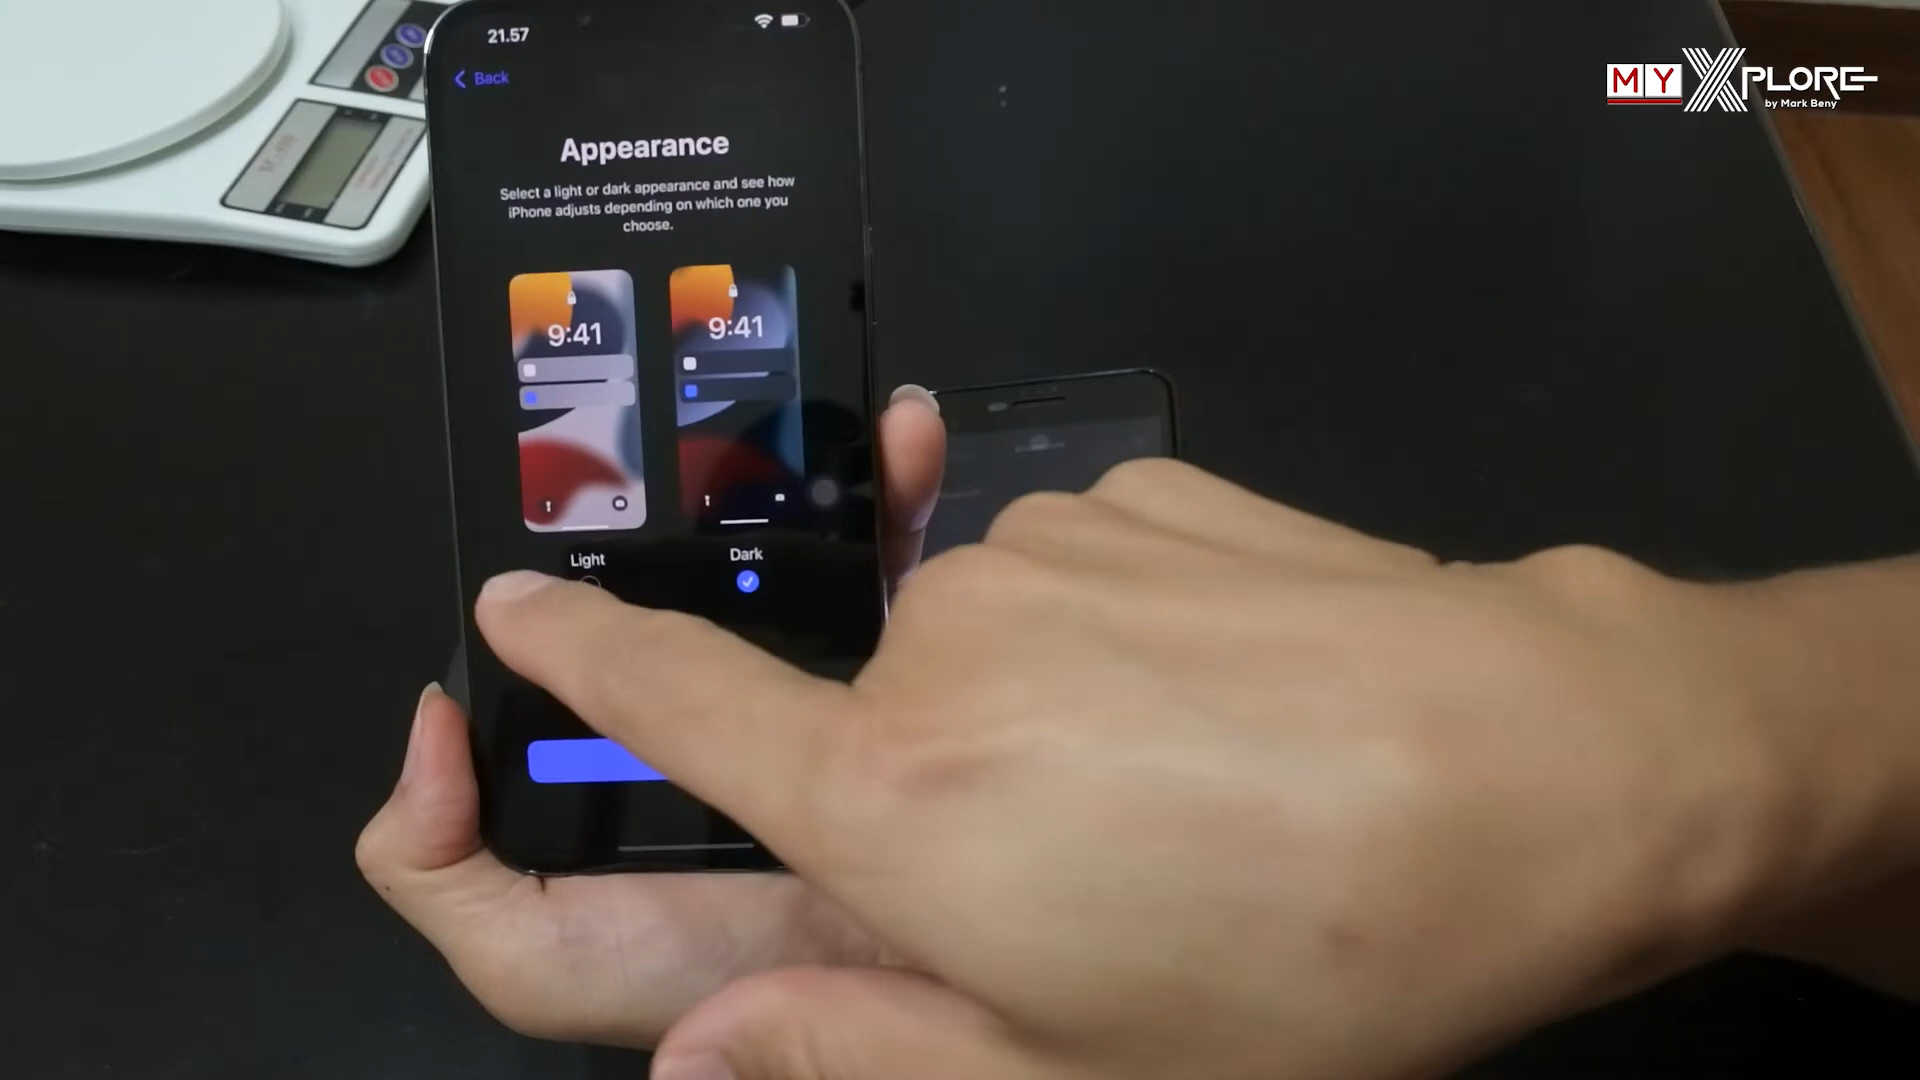 21.57
Back
MY XPLORE
by Mark Beny
Appearance
Select a light or dark appearance and see how
iPhone adjusts depending on which one you
choose.
9:41
9:41
Light
Dark